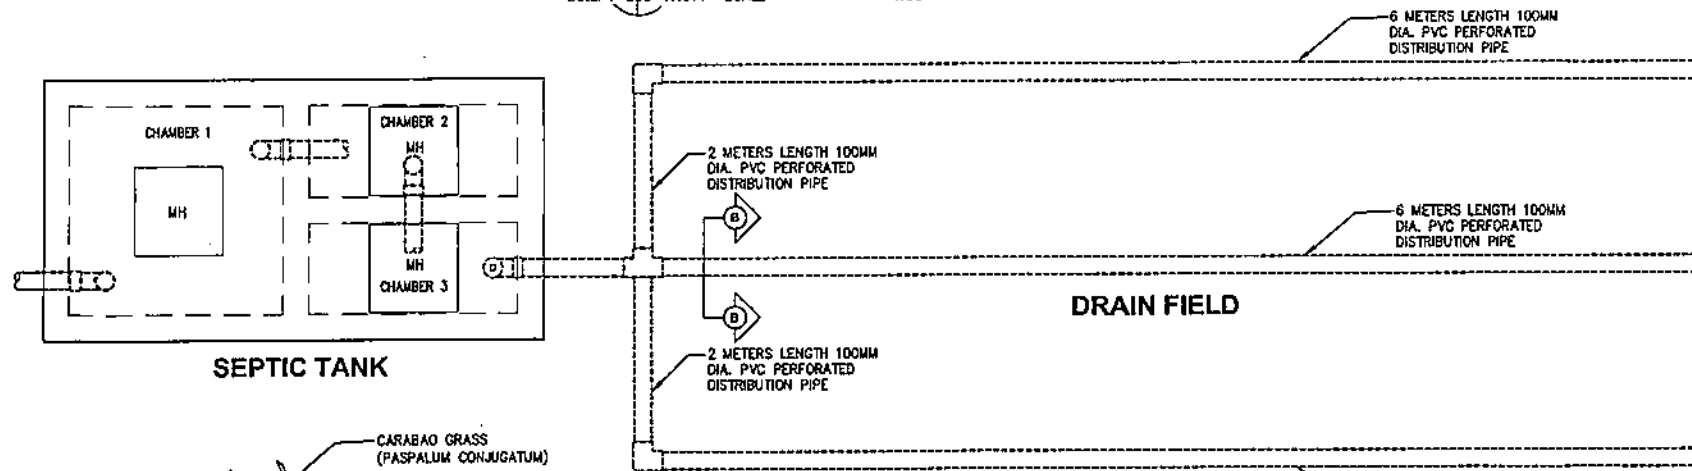 6 METERS LENGTH 100MM
DIA. PVC PERFORATED
DISTRIBUTION PIPE
CHAMBER 1
MH
CHAMBER 2
MH
MH
CHAMBER 3
SEPTIC TANK
2 METERS LENGTH 100MM
DIA. PVC PERFORATED
DISTRIBUTION PIPE
B
6 METERS LENGTH 100MM
DIA. PVC PERFORATED
DISTRIBUTION PIPE
B
DRAIN FIELD
2 METERS LENGTH 100MM
DIA. PVC PERFORATED
DISTRIBUTION PIPE
CARABAO GRASS
(PASPALUM CONJUGATUM)